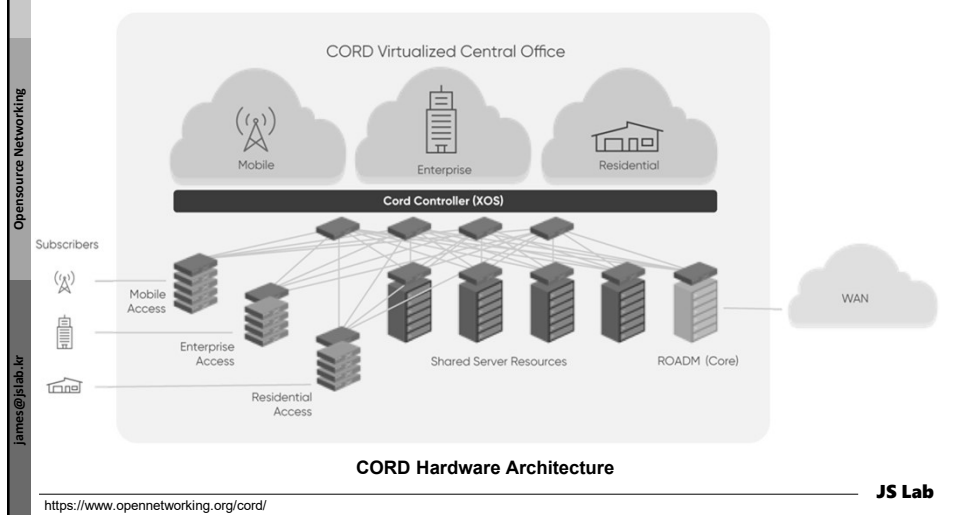 Opensource Networking
james@jslab.kr
CORD Virtualized Central Office
Mobile
Enterprise
Residential
Cord Controller (XOS)
Subscribers
Mobile
Access
Enterprise
Access
Residential
Access
Shared Server Resources
ROADM (Core)
WAN
CORD Hardware Architecture
https://www.opennetworking.org/cord/
JS Lab